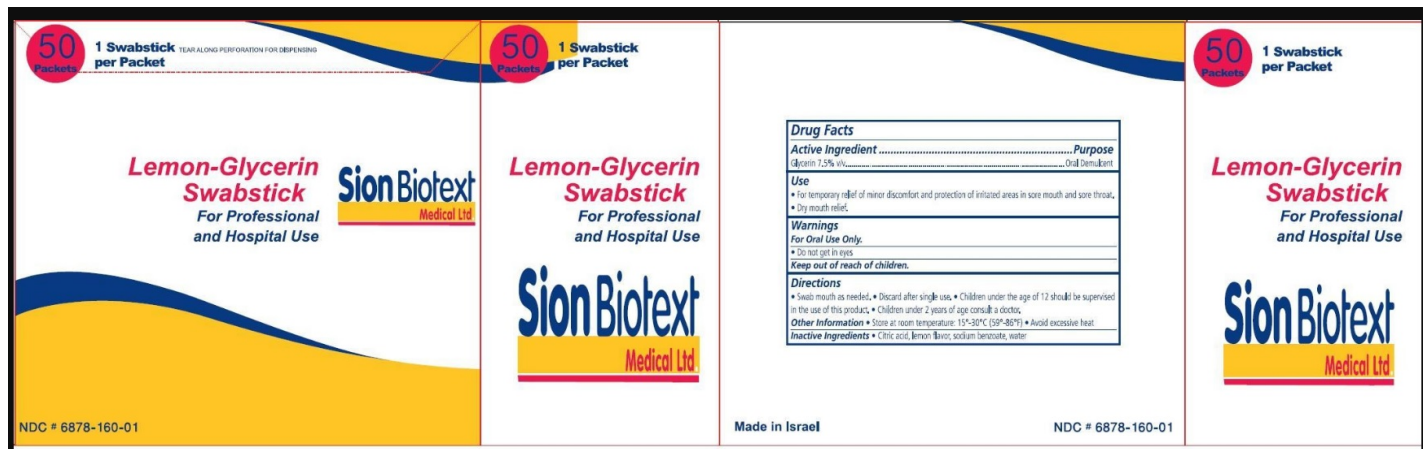 50
Packets
1 Swabstick TEAR ALONG PERFORATION FOR DISPENSING
per Packet
Lemon-Glycerin
Swabstick
For Professional
and Hospital Use
Sion Biotext
Medical Ltd
NDC # 6878-160-01
50
Packets
1 Swabstick
per Packet
Lemon-Glycerin
Swabstick
For Professional
and Hospital Use
Sion Biotext
Medical Ltd
Drug Facts
Active Ingredient ................................................................ Purpose
Glycerin 7.5% v/v................................................................ Oral Demulcent
Use
• For temporary relief of minor discomfort and protection of irritated areas in sore mouth and sore throat.
• Dry mouth relief.
Warnings
For Oral Use Only.
• Do not get in eyes
Keep out of reach of children.
Directions
• Swab mouth as needed. • Discard after single use. • Children under the age of 12 should be supervised
in the use of this product. • Children under 2 years of age consult a doctor.
Other Information • Store at room temperature: 15°-30°C (59°-86°F) • Avoid excessive heat
Inactive Ingredients • Citric acid, lemon flavor, sodium benzoate, water
Made in Israel
NDC # 6878-160-01
50
Packets
1 Swabstick
per Packet
Lemon-Glycerin
Swabstick
For Professional
and Hospital Use
Sion Biotext
Medical Ltd